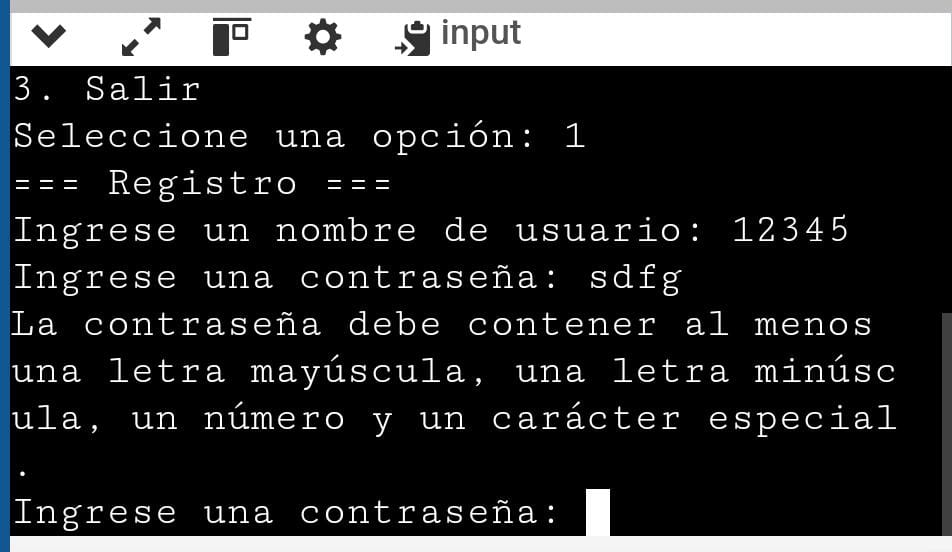 input
3. Salir
Seleccione una opción: 1
=== Registro ===
Ingrese un nombre de usuario: 12345
Ingrese una contraseña: sdfg
La contraseña debe contener al menos
una letra mayúscula, una letra minúsc
ula, un número y un carácter especial
.
Ingrese una contraseña: